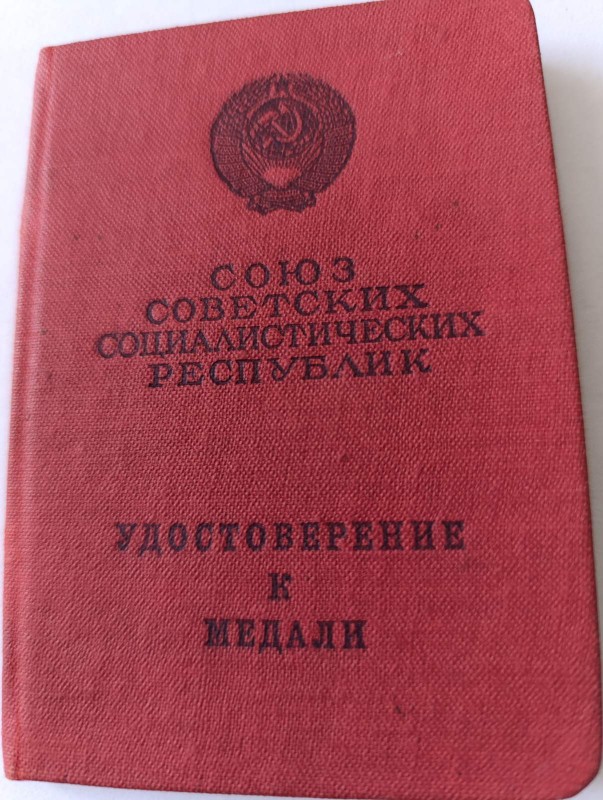 СОЮЗ
СОВЕТСКИХ
СОЦИАЛИСТИЧЕСКИХ
РЕСПУБЛИК
УДОСТОВЕРЕНИЕ
К
МЕДАЛИ